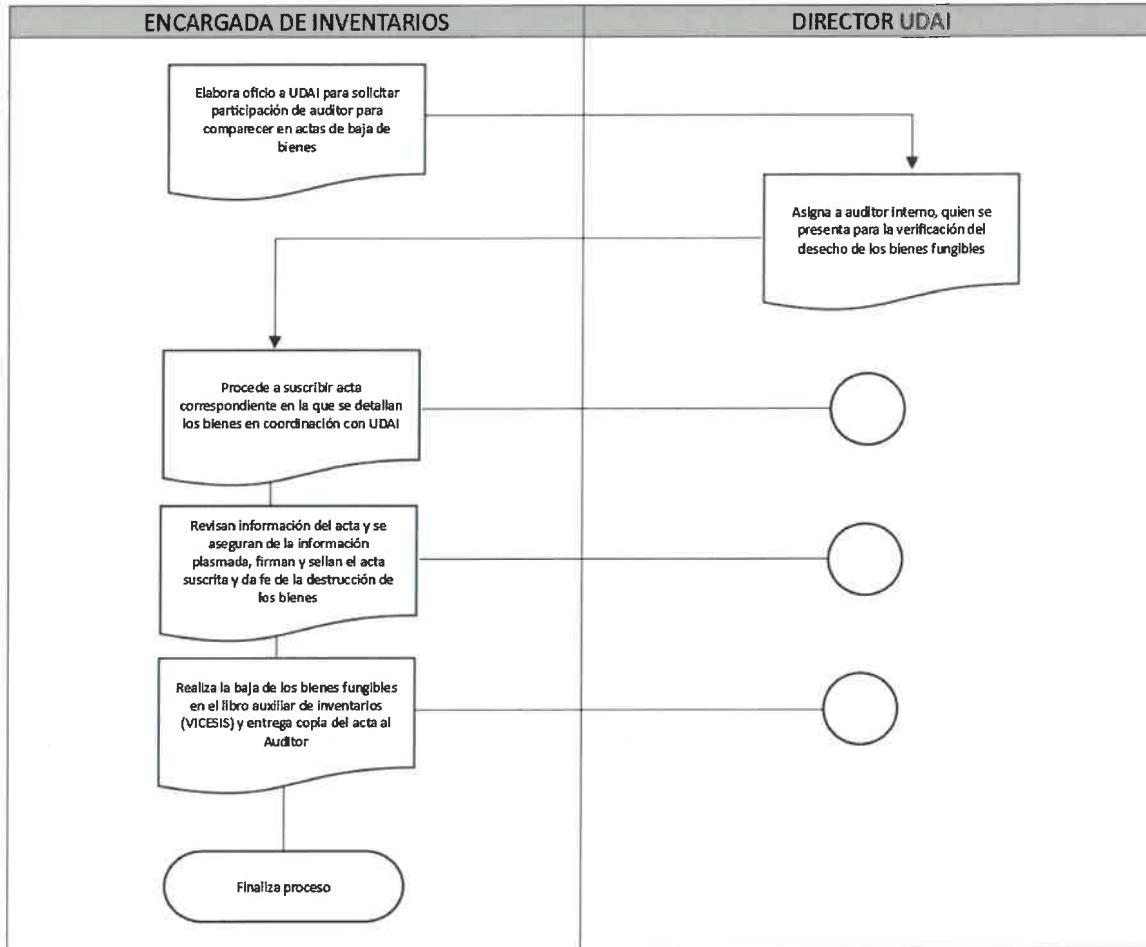 ENCARGADA DE INVENTARIOS
DIRECTOR UDAI
Elabora oficio a UDAI para solicitar
participación de auditor para
comparecer en actas de baja de
bienes
Asigna a auditor interno, quien se
presenta para la verificación del
desecho de los bienes fungibles
Procede a suscribir acta
correspondiente en la que se detallan
los bienes en coordinación con UDAI
Revisan información del acta y se
aseguran de la información
plasmada, firman y sellan el acta
suscrita y da fe de la destrucción de
los bienes
Realiza la baja de los bienes fungibles
en el libro auxiliar de inventarios
(VICESIS) y entrega copia del acta al
Auditor
Finaliza proceso